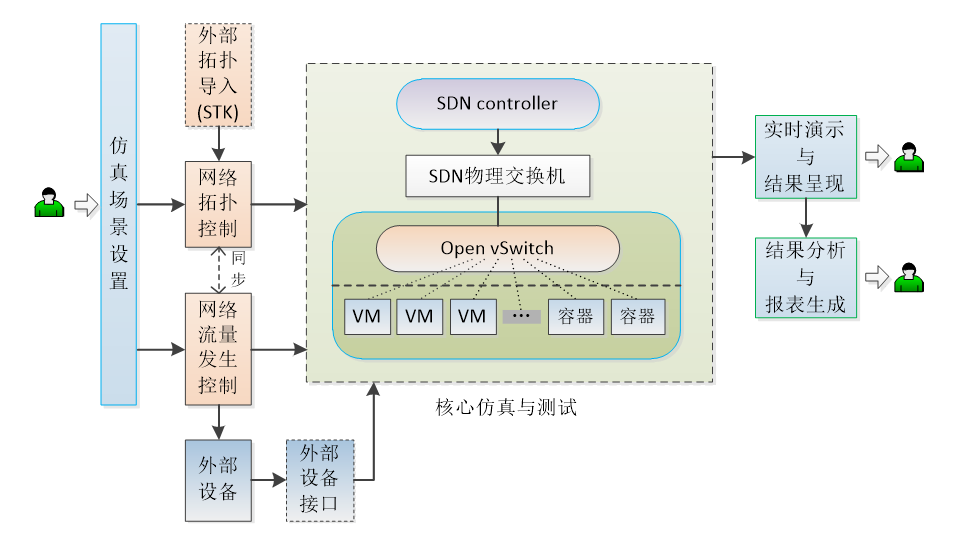 仿
真
场
景
设
置
外部
拓扑
导入
(STK)
网络
拓扑
控制
同
步
网络
流量
发生
控制
外部
设备
外部
设备
接口
SDN controller
SDN物理交换机
Open vSwitch
VM
VM
VM
...
容器
容器
核心仿真与测试
实时演示
与
结果呈现
结果分析
与
报表生成